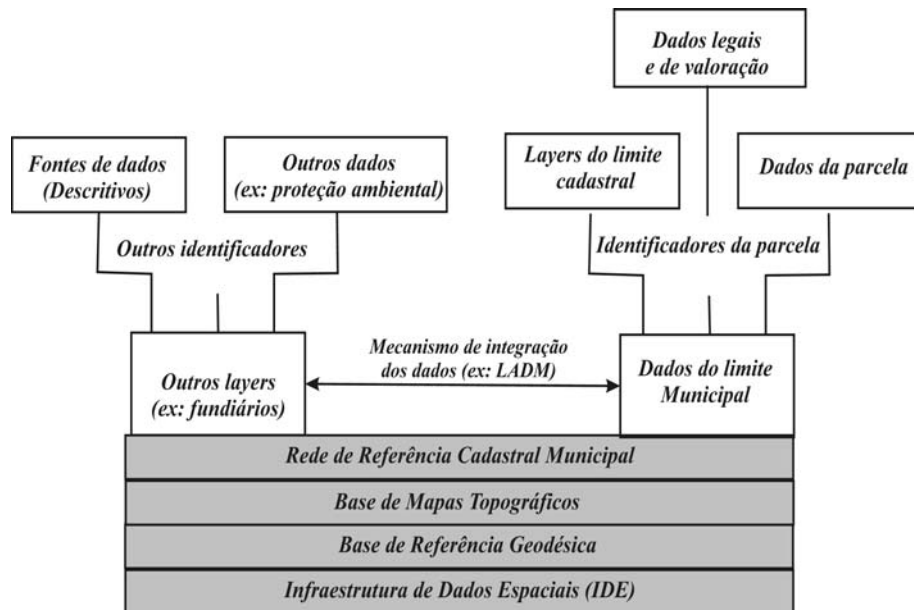 Dados legais
e de valoração
Fontes de dados
(Descritivos)
Outros dados
(ex: proteção ambiental)
Layers do limite
cadastral
Dados da parcela
Outros identificadores
Identificadores da parcela
Outros layers
(ex: fundiários)
Mecanismo de integração
dos dados (ex: LADM)
Dados do limite
Municipal
Rede de Referência Cadastral Municipal
Base de Mapas Topográficos
Base de Referência Geodésica
Infraestrutura de Dados Espaciais (IDE)